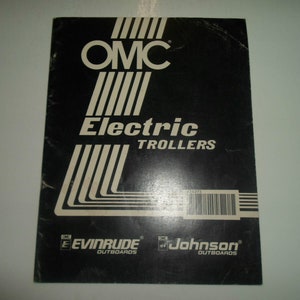 OMC®
Electric
TROLLERS
EVINRUDE®
OUTBOARDS
Johnson®
OUTBOARDS